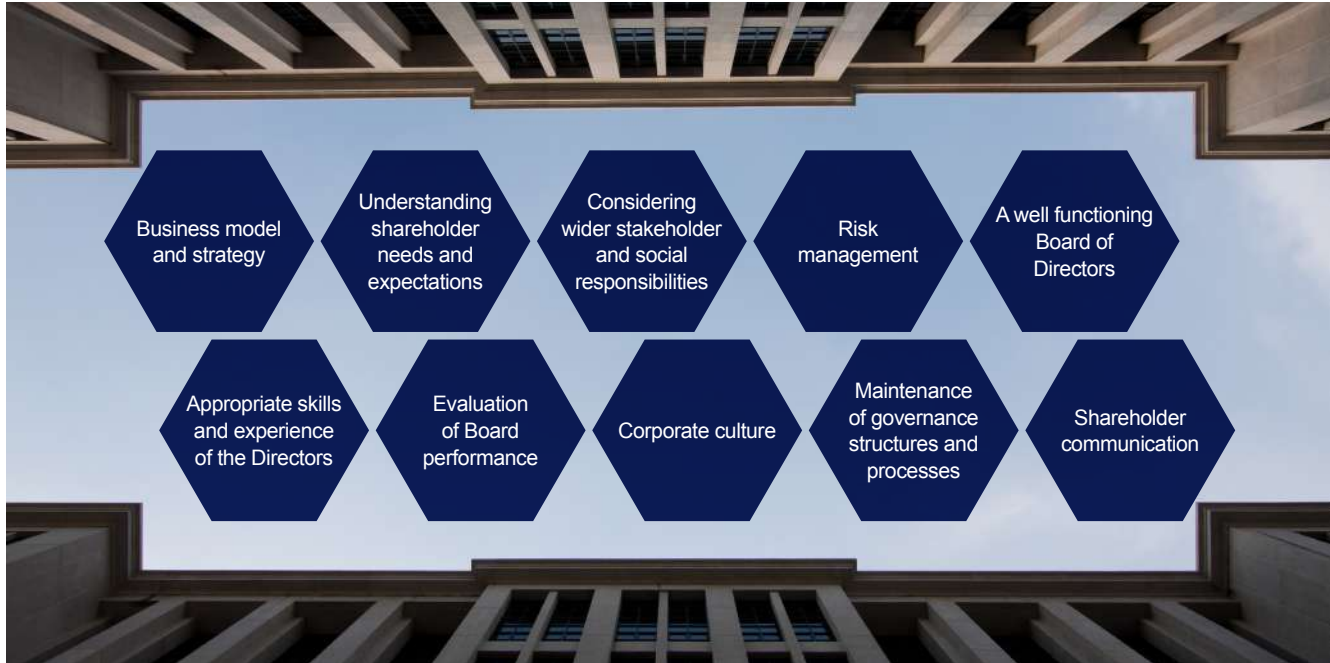 Business model
and strategy
Understanding
shareholder
needs and
expectations
Considering
wider stakeholder
and social
responsibilities
Risk
management
A well functioning
Board of
Directors
Appropriate skills
and experience
of the Directors
Evaluation
of Board
performance
Corporate culture
Maintenance
of governance
structures and
processes
Shareholder
communication